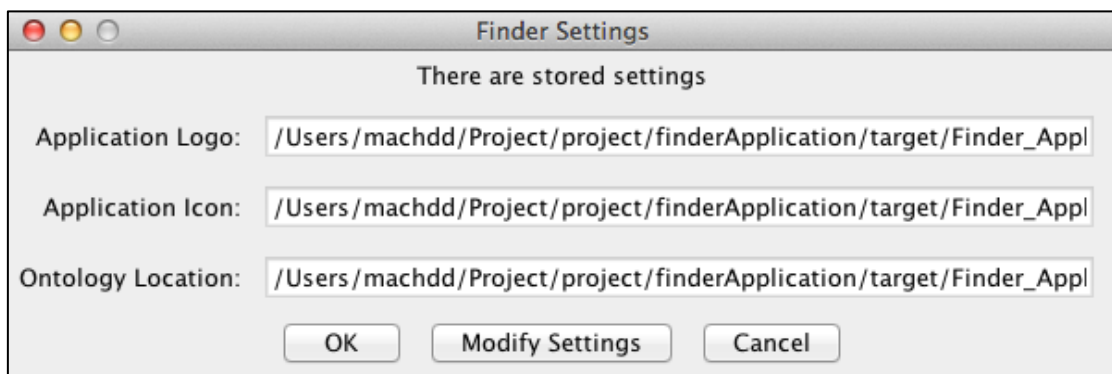 Finder Settings
There are stored settings
Application Logo: /Users/machdd/Project/project/finderApplication/target/Finder_Appl
Application Icon: /Users/machdd/Project/project/finderApplication/target/Finder_Appl
Ontology Location: /Users/machdd/Project/project/finderApplication/target/Finder_Appl
OK Modify Settings Cancel